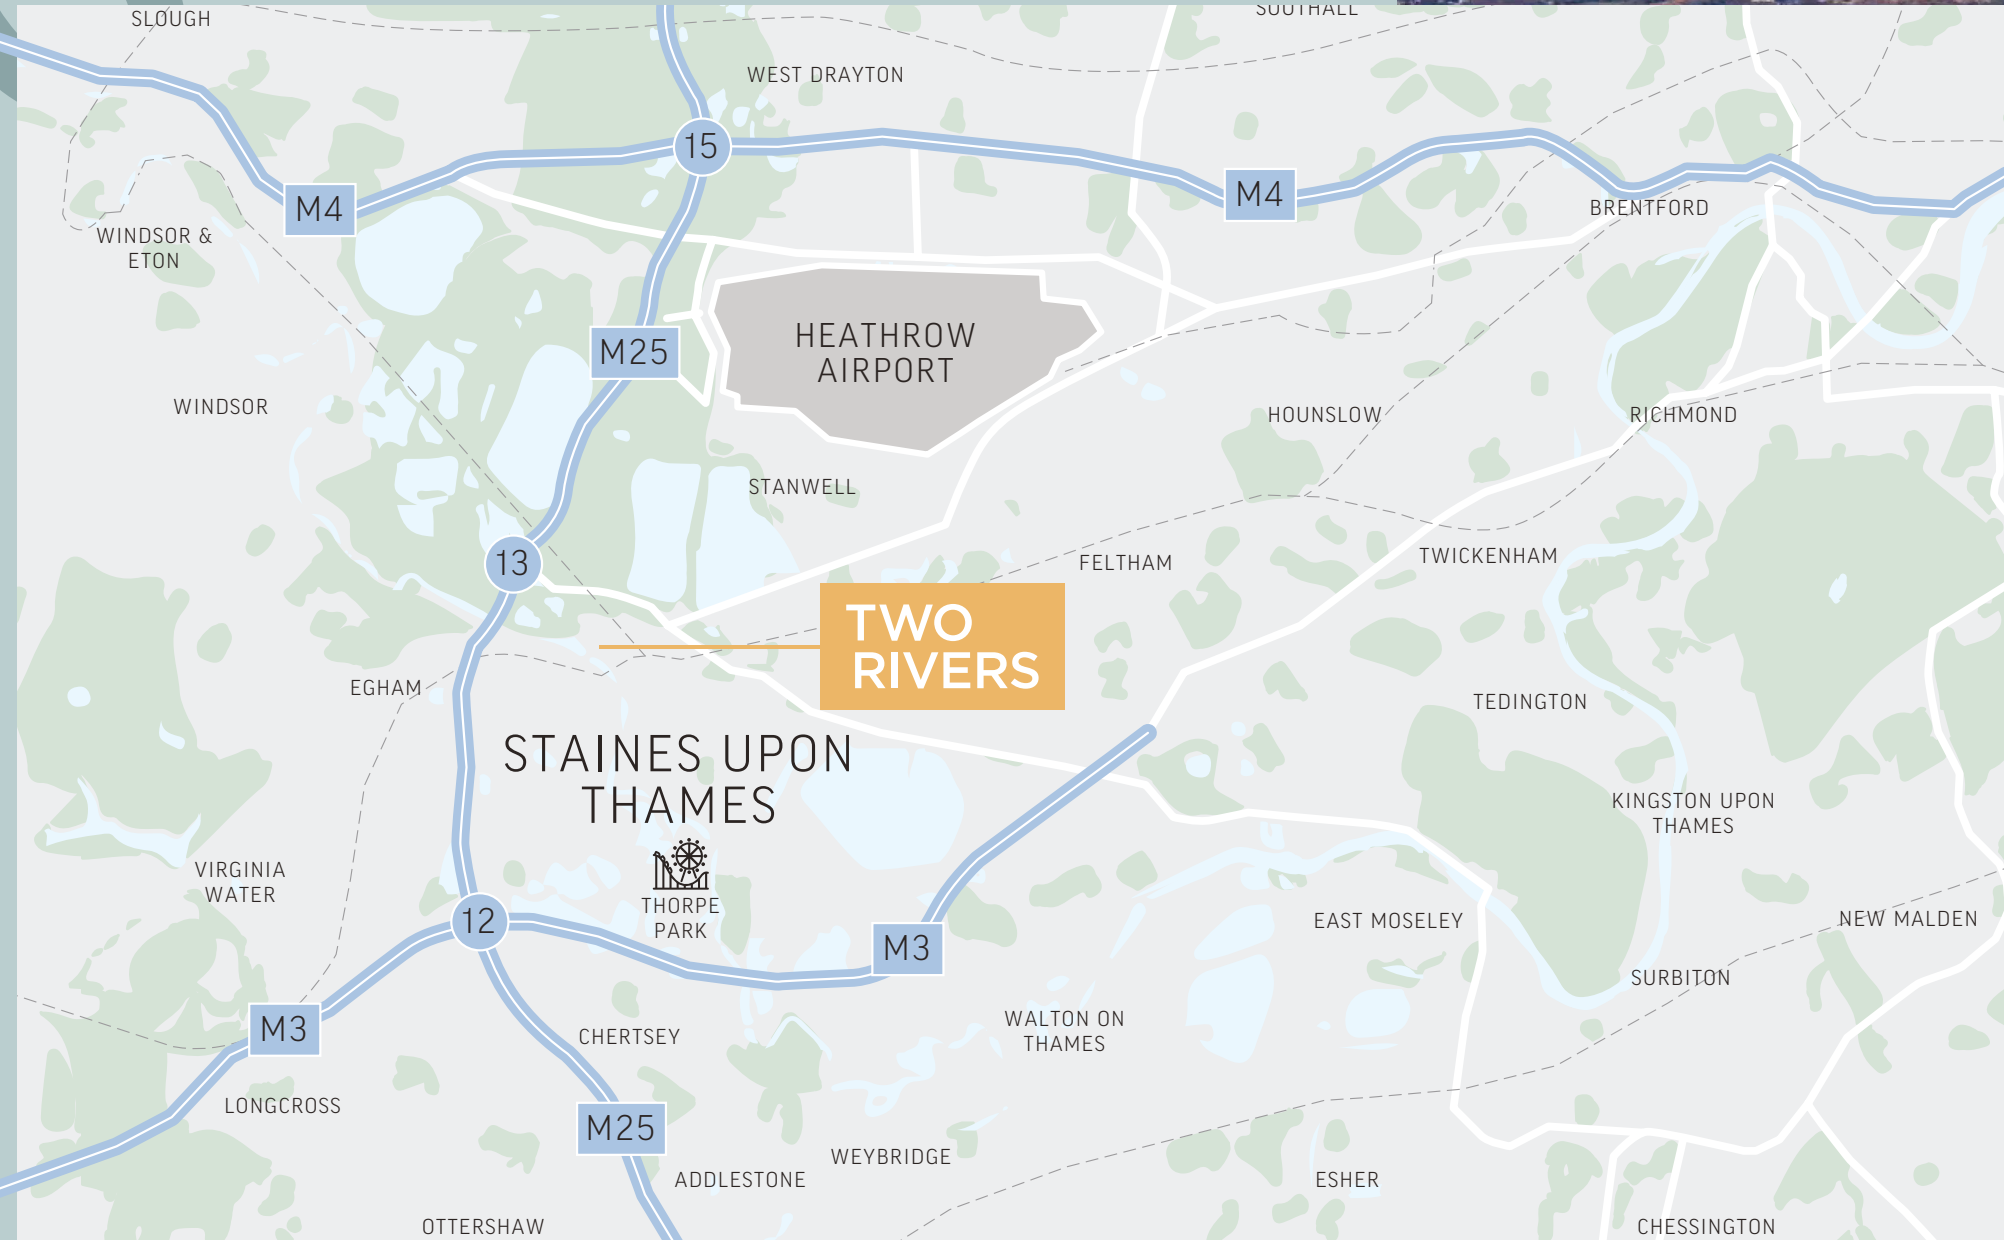 SLOUGH
SOUTHALL
WEST DRAYTON
15
M4
M4
BRENTFORD
WINDSOR &
ETON
HEATHROW
AIRPORT
M25
WINDSOR
HOUNSLOW
RICHMOND
STANWELL
13
FELTHAM
TWICKENHAM
TWO
RIVERS
EGHAM
TEDINGTON
STAINES UPON
THAMES
KINGSTON UPON
THAMES
VIRGINIA
WATER
THORPE
PARK
12
M3
EAST MOSELEY
NEW MALDEN
SURBITON
M3
CHERTSEY
WALTON ON
THAMES
LONGCROSS
M25
WEYBRIDGE
ADDLESTONE
ESHER
OTTERSHAW
CHESSINGTON